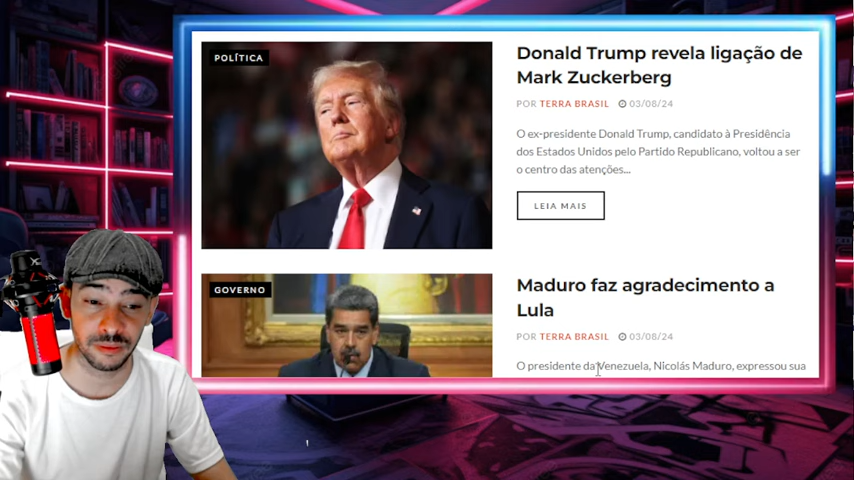 POLÍTICA
Donald Trump revela ligação de
Mark Zuckerberg
POR TERRA BRASIL 03/08/24
O ex-presidente Donald Trump, candidato à Presidência
dos Estados Unidos pelo Partido Republicano, voltou a ser
o centro das atenções...
LEIA MAIS
GOVERNO
Maduro faz agradecimento a
Lula
POR TERRA BRASIL 03/08/24
O presidente da Venezuela, Nicolás Maduro, expressou sua